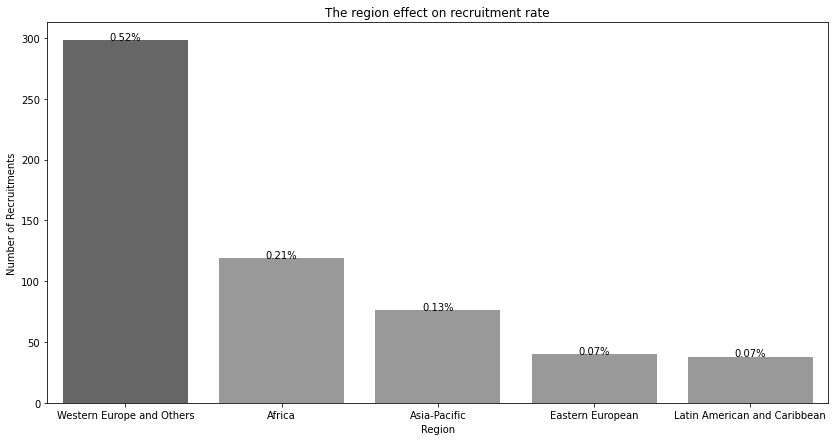 The region effect on recruitment rate
Number of Recruitments
300
250
200
150
100
50
0
0.52%
0.21%
0.13%
0.07%
0.07%
Western Europe and Others
Africa
Asia-Pacific
Eastern European
Latin American and Caribbean
Region